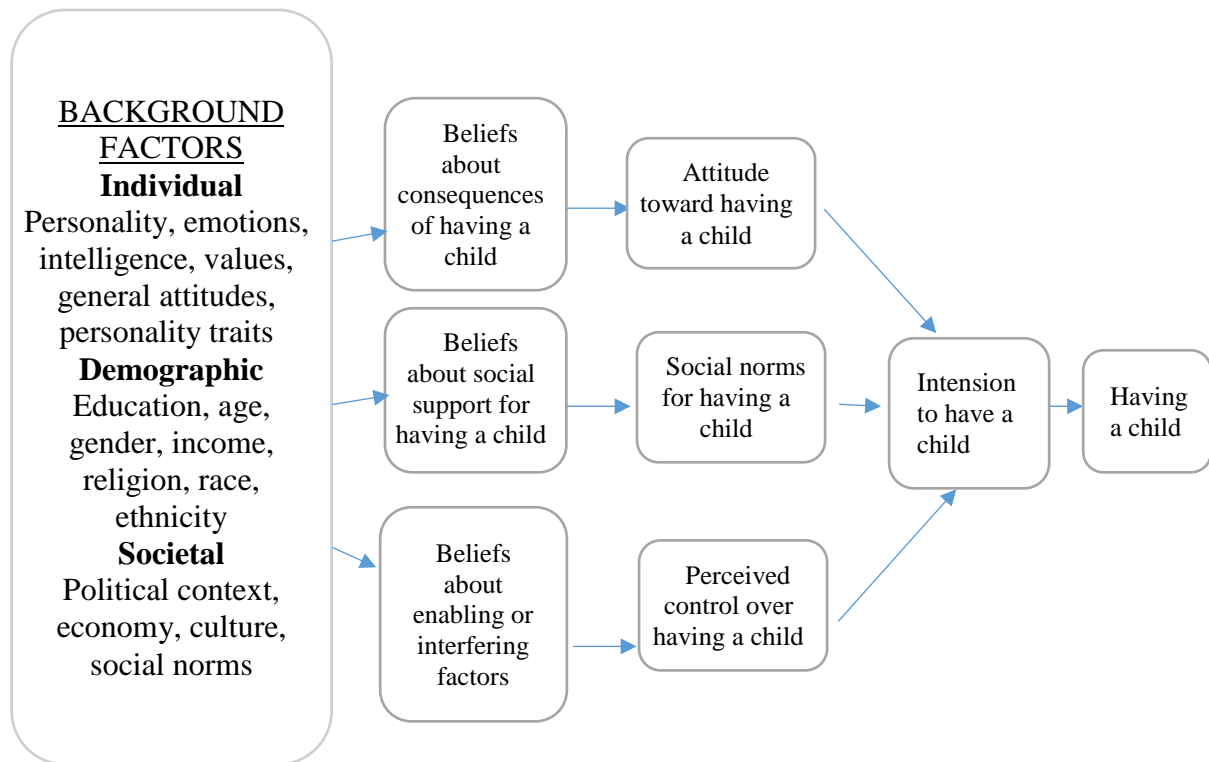 BACKGROUND
FACTORS
Individual
Personality, emotions,
intelligence, values,
general attitudes,
personality traits
Demographic
Education, age,
gender, income,
religion, race,
ethnicity
Societal
Political context,
economy, culture,
social norms
Beliefs
about
consequences
of having a
child
Attitude
toward having
a child
Beliefs
about social
support for
having a child
Social norms
for having a
child
Beliefs
about
enabling or
interfering
factors
Perceived
control over
having a child
Intension
to have a
child
Having
a child